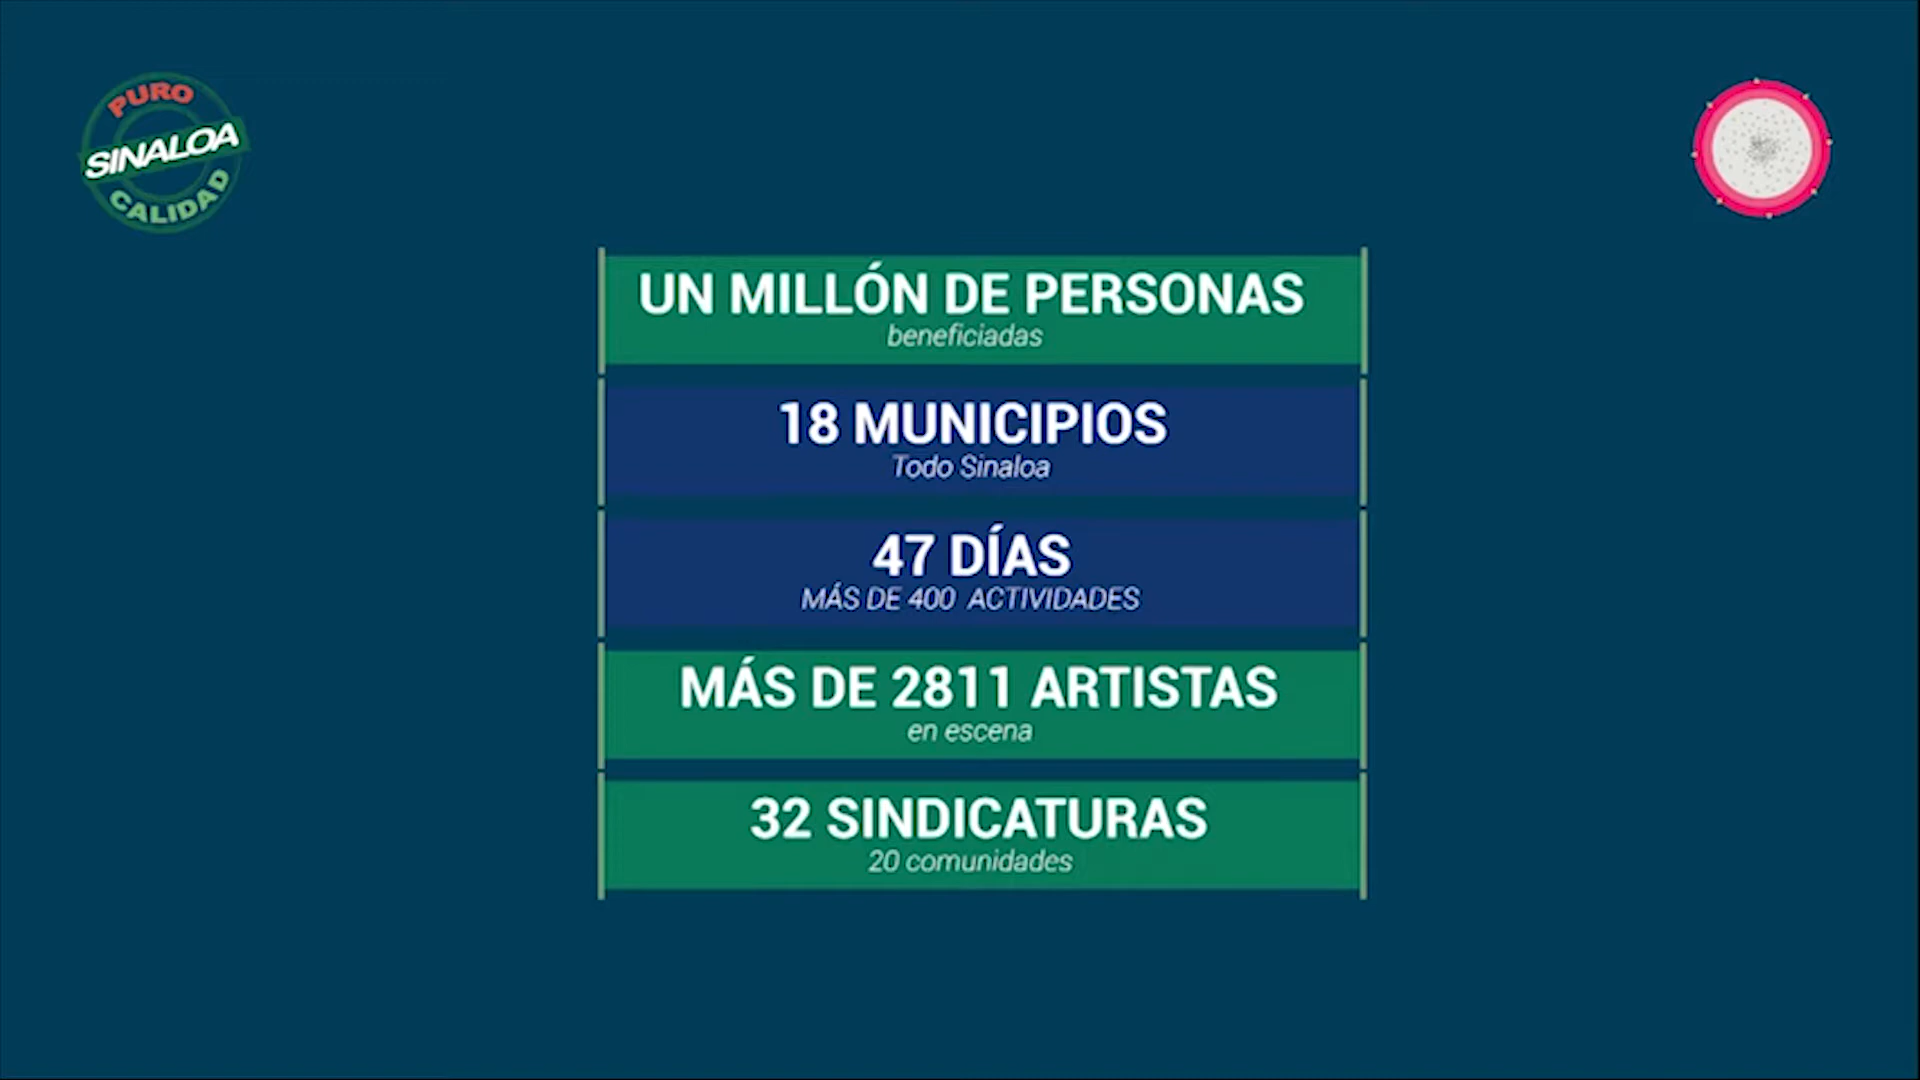 PURO
SINALOA
CALIDAD
UN MILLÓN DE PERSONAS
beneficiadas
18 MUNICIPIOS
Todo Sinaloa
47 DÍAS
MÁS DE 400 ACTIVIDADES
MÁS DE 2811 ARTISTAS
en escena
32 SINDICATURAS
20 comunidades